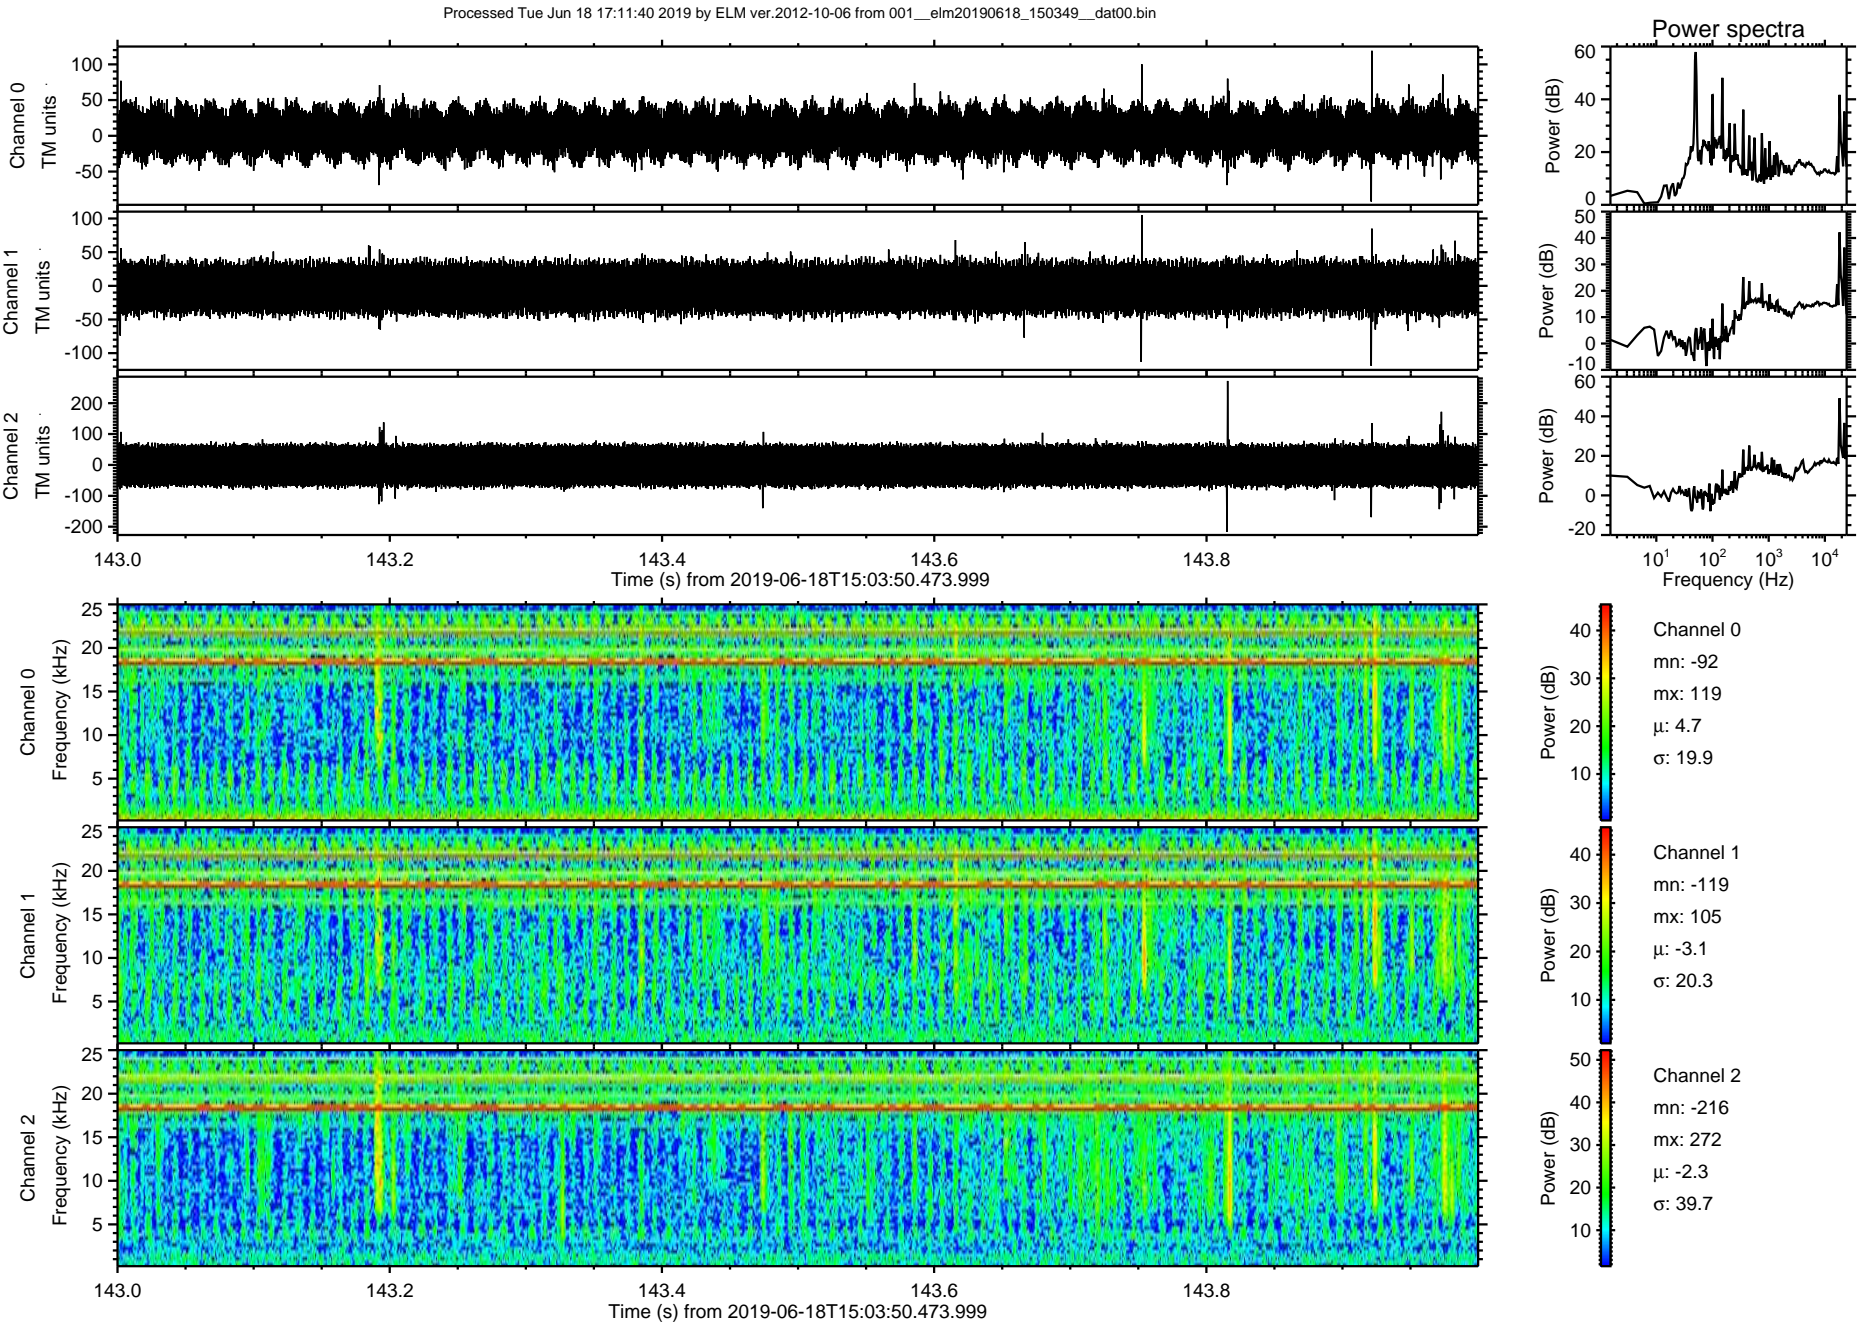 Processed Tue Jun 18 17:11:40 2019 by ELM ver.2012-10-06 from 001__elm20190618_150349__dat00.bin
Power spectra
Channel 0
TM units
100
50
0
-50
Power (dB)
60
40
20
0
Channel 1
TM units
100
50
0
-50
-100
Power (dB)
50
40
30
20
10
0
-10
Channel 2
TM units
200
100
0
-100
-200
Power (dB)
60
40
20
0
-20
143.0 143.2 143.4 143.6 143.8
Time (s) from 2019-06-18T15:03:50.473.999
10^1 10^2 10^3 10^4
Frequency (Hz)
Channel 0
Frequency (kHz)
25
20
15
10
5
Power (dB)
40
30
20
10
Channel 0
mn: -92
mx: 119
μ: 4.7
σ: 19.9
Channel 1
Frequency (kHz)
25
20
15
10
5
Power (dB)
40
30
20
10
Channel 1
mn: -119
mx: 105
μ: -3.1
σ: 20.3
Channel 2
Frequency (kHz)
25
20
15
10
5
Power (dB)
50
40
30
20
10
Channel 2
mn: -216
mx: 272
μ: -2.3
σ: 39.7
143.0 143.2 143.4 143.6 143.8
Time (s) from 2019-06-18T15:03:50.473.999